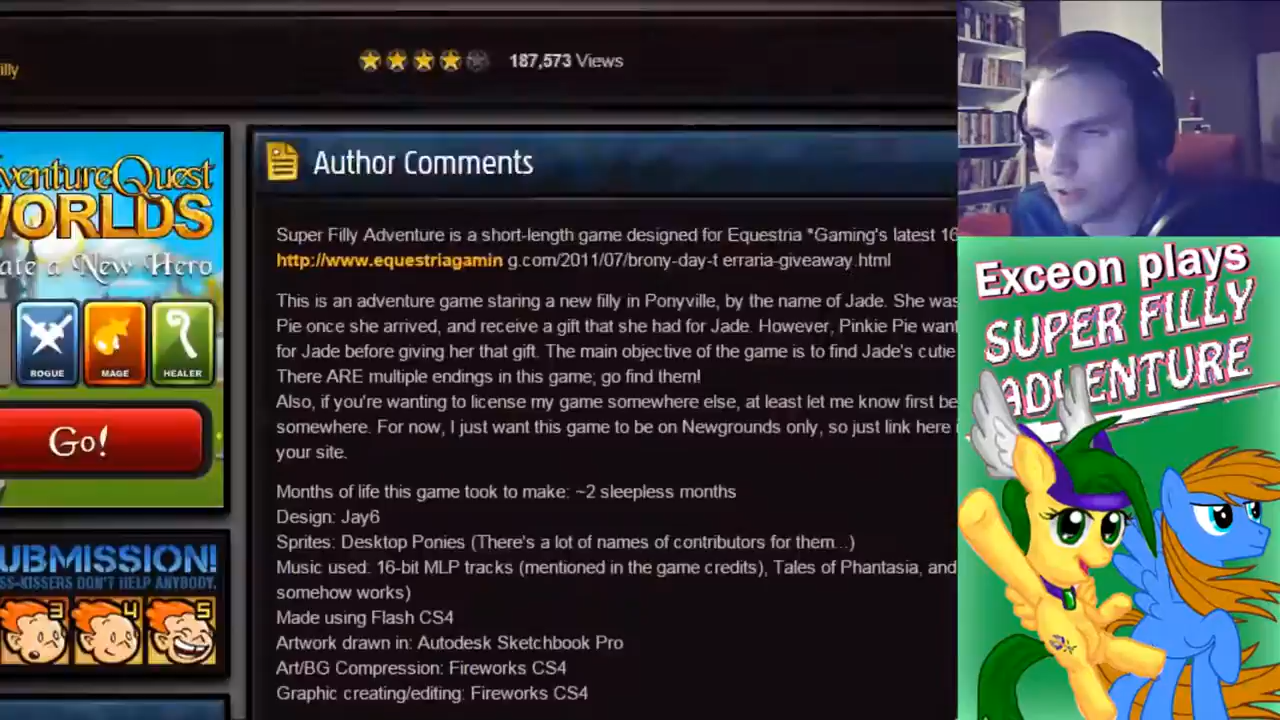 illy
187,573 Views
ventureQuest
WORLDS
ate a New Hero
ROGUE
MAGE
HEALER
Go!
UBMISSION!
SS-KISSERS DON'T HELP ANYBODY.
3
4
5
Author Comments
Super Filly Adventure is a short-length game designed for Equestria *Gaming's latest 16
http://www.equestriagamin g.com/2011/07/brony-day-t erraria-giveaway.html
This is an adventure game staring a new filly in Ponyville, by the name of Jade. She was
Pie once she arrived, and receive a gift that she had for Jade. However, Pinkie Pie want
for Jade before giving her that gift. The main objective of the game is to find Jade's cutie
There ARE multiple endings in this game; go find them!
Also, if you're wanting to license my game somewhere else, at least let me know first be
somewhere. For now, I just want this game to be on Newgrounds only, so just link here i
your site.
Months of life this game took to make: ~2 sleepless months
Design: Jay6
Sprites: Desktop Ponies (There's a lot of names of contributors for them...)
Music used: 16-bit MLP tracks (mentioned in the game credits), Tales of Phantasia, and
somehow works)
Made using Flash CS4
Artwork drawn in: Autodesk Sketchbook Pro
Art/BG Compression: Fireworks CS4
Graphic creating/editing: Fireworks CS4
Exceon plays
SUPER FILLY
ADVENTURE